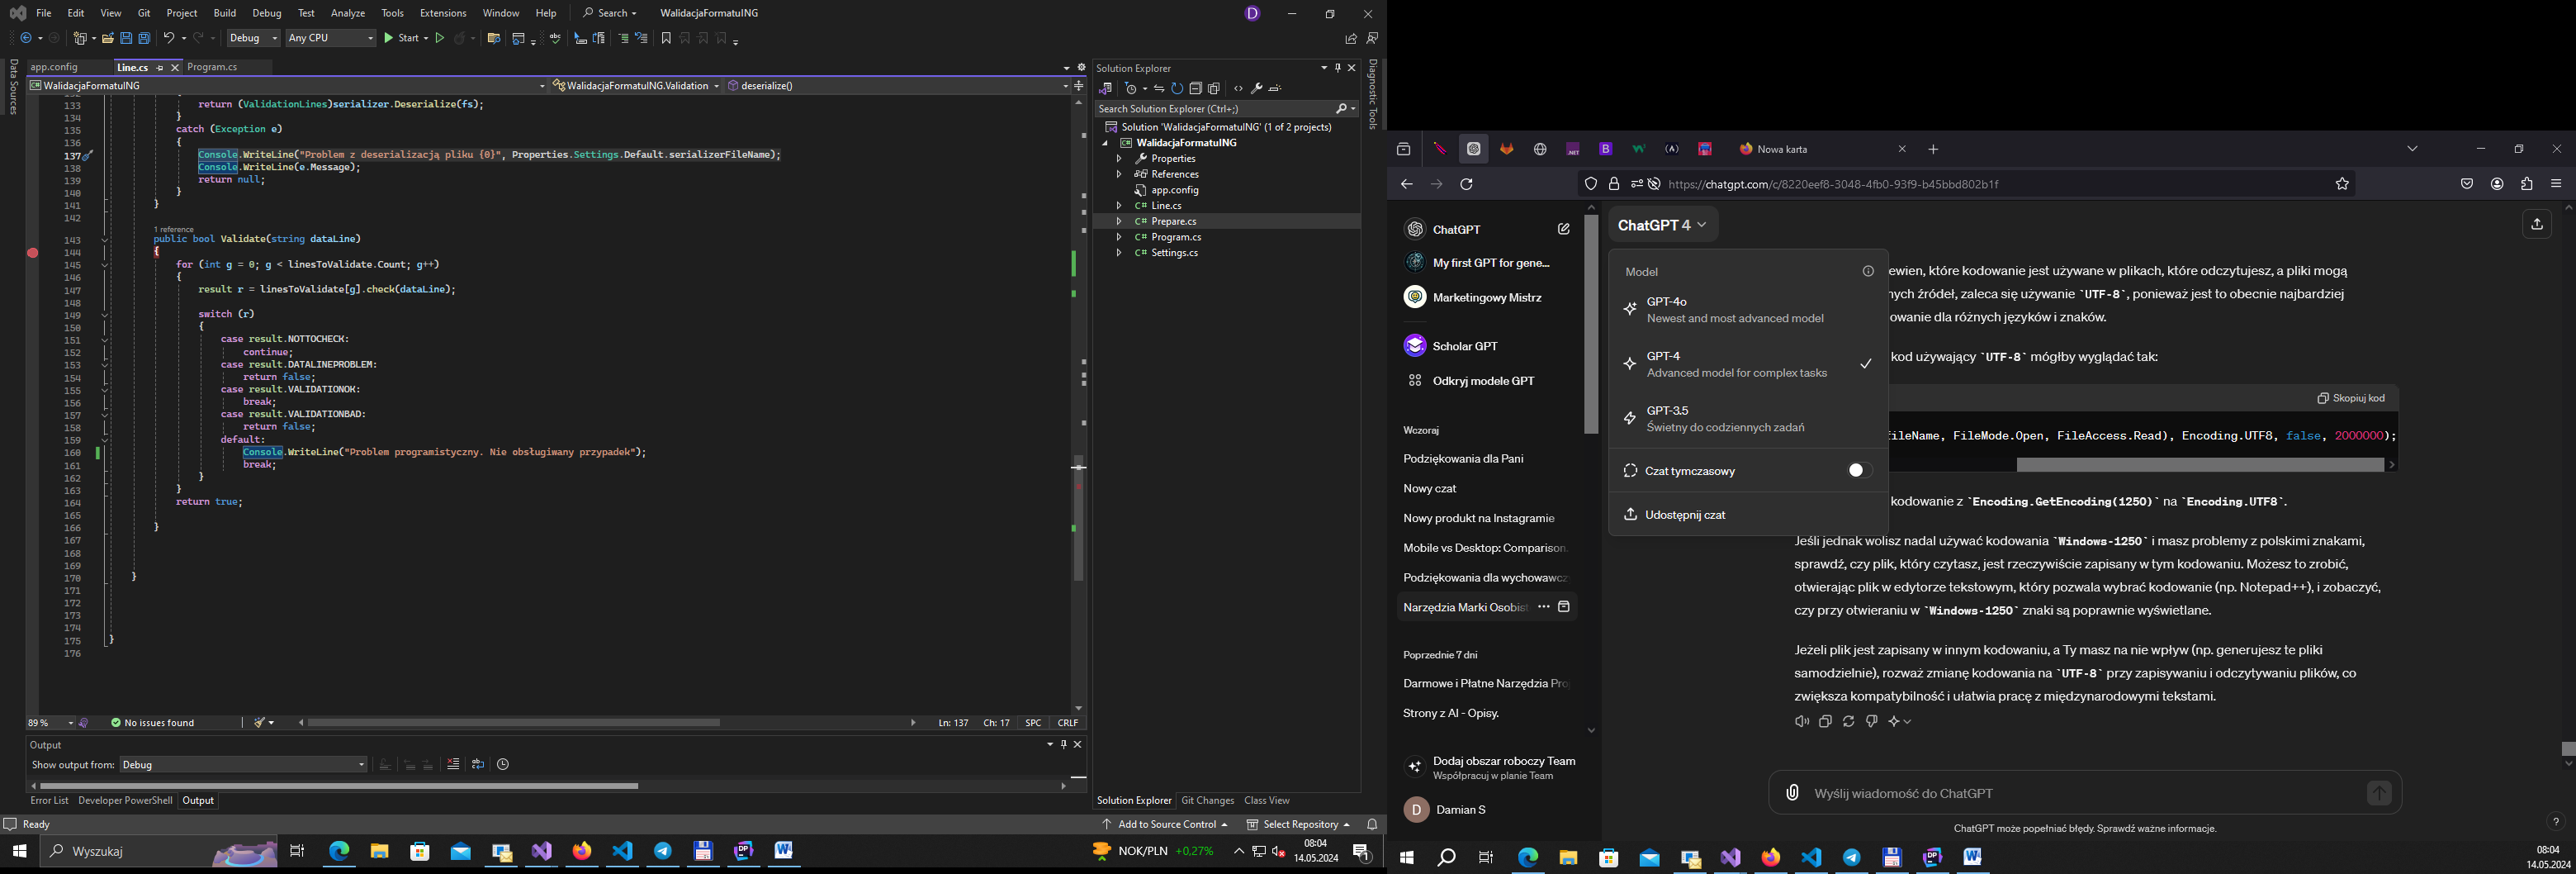 File Edit View Git Project Build Debug Test Analyze Tools Extensions Window Help Search WalidacjaFormatuING D
Debug Any CPU Start
app.config Line.cs Program.cs
WalidacjaFormatuING WalidacjaFormatuING.Validation deserialize()
Data Sources
133 return (ValidationLines)serializer.Deserialize(fs);
134 }
135 catch (Exception e)
136 {
137 Console.WriteLine("Problem z deserializacją pliku {0}", Properties.Settings.Default.serializerFileName);
138 Console.WriteLine(e.Message);
139 return null;
140 }
141 }
142
1 reference
143 public bool Validate(string dataLine)
144 {
145 for (int g = 0; g < linesToValidate.Count; g++)
146 {
147 result r = linesToValidate[g].check(dataLine);
148
149 switch (r)
150 {
151 case result.NOTTOCHECK:
152 continue;
153 case result.DATALINEPROBLEM:
154 return false;
155 case result.VALIDATIONOK:
156 break;
157 case result.VALIDATIONBAD:
158 return false;
159 default:
160 Console.WriteLine("Problem programistyczny. Nie obsługiwany przypadek");
161 break;
162 }
163 }
164 return true;
165
166 }
167
168
169
170 }
171
172
173
174
175 }
176
89 % No issues found Ln: 137 Ch: 17 SPC CRLF
Output
Show output from: Debug
Error List Developer PowerShell Output
Ready
Solution Explorer
Search Solution Explorer (Ctrl+;)
Solution 'WalidacjaFormatuING' (1 of 2 projects)
WalidacjaFormatuING
Properties
References
app.config
C# Line.cs
C# Prepare.cs
C# Program.cs
C# Settings.cs
Diagnostic Tools
Solution Explorer Git Changes Class View
Add to Source Control Select Repository
Wyszukaj
NOK/PLN +0,27%
08:04
14.05.2024
1
Nowa karta
https://chatgpt.com/c/8220eef8-3048-4fb0-93f9-b45bbd802b1f
ChatGPT
My first GPT for gene...
Marketingowy Mistrz
Scholar GPT
Odkryj modele GPT
Wczoraj
Podziękowania dla Pani
Nowy czat
Nowy produkt na Instagramie
Mobile vs Desktop: Comparison.
Podziękowania dla wychowawcz
Narzędzia Marki Osobist
Poprzednie 7 dni
Darmowe i Płatne Narzędzia Pro
Strony z AI - Opisy.
Dodaj obszar roboczy Team
Współpracuj w planie Team
D Damian S
ChatGPT 4
Model
GPT-4o
Newest and most advanced model
GPT-4
Advanced model for complex tasks
GPT-3.5
Świetny do codziennych zadań
Czat tymczasowy
Udostępnij czat
ewien, które kodowanie jest używane w plikach, które odczytujesz, a pliki mogą
nych źródeł, zaleca się używanie `UTF-8`, ponieważ jest to obecnie najbardziej
owanie dla różnych języków i znaków.
kod używający `UTF-8` mógłby wyglądać tak:
Skopiuj kod
fileName, FileMode.Open, FileAccess.Read), Encoding.UTF8, false, 2000000);
kodowanie z `Encoding.GetEncoding(1250)` na `Encoding.UTF8`.
Jeśli jednak wolisz nadal używać kodowania `Windows-1250` i masz problemy z polskimi znakami,
sprawdź, czy plik, który czytasz, jest rzeczywiście zapisany w tym kodowaniu. Możesz to zrobić,
otwierając plik w edytorze tekstowym, który pozwala wybrać kodowanie (np. Notepad++), i zobaczyć,
czy przy otwieraniu w `Windows-1250` znaki są poprawnie wyświetlane.
Jeżeli plik jest zapisany w innym kodowaniu, a Ty masz na nie wpływ (np. generujesz te pliki
samodzielnie), rozważ zmianę kodowania na `UTF-8` przy zapisywaniu i odczytywaniu plików, co
zwiększa kompatybilność i ułatwia pracę z międzynarodowymi tekstami.
Wyślij wiadomość do ChatGPT
ChatGPT może popełniać błędy. Sprawdź ważne informacje.
?
08:04
14.05.2024